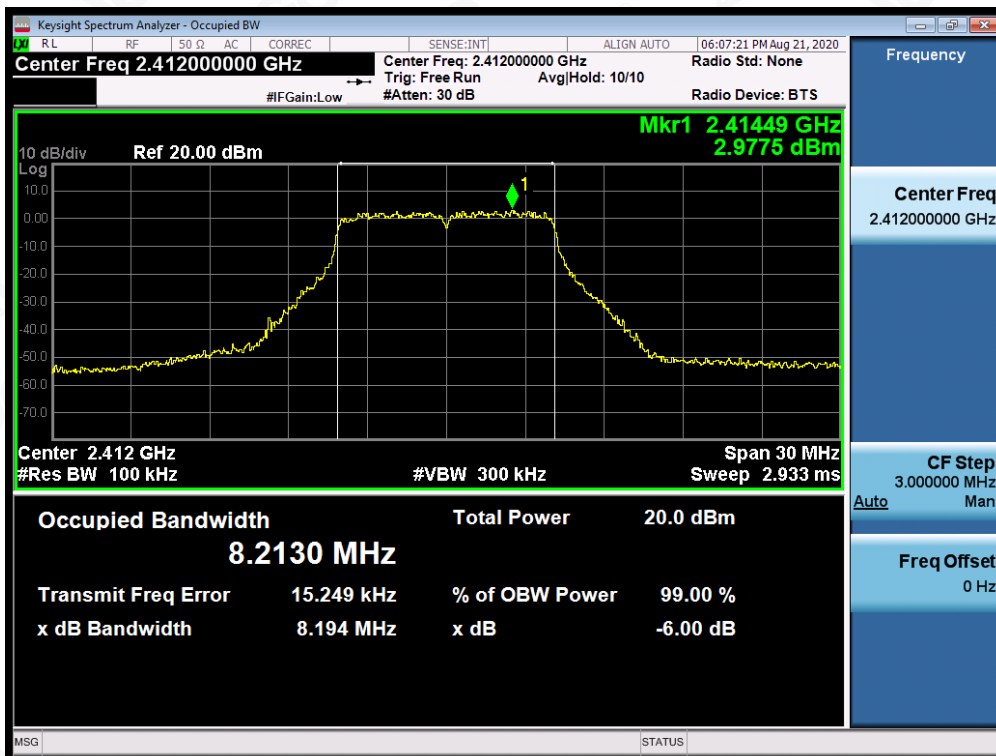 Keysight Spectrum Analyzer - Occupied BW
LXI RL RF 50 Ω AC CORREC SENSE:INT ALIGN AUTO 06:07:21 PM Aug 21, 2020
Center Freq 2.412000000 GHz
Center Freq: 2.412000000 GHz Radio Std: None
Trig: Free Run Avg|Hold: 10/10
#IFGain:Low #Atten: 30 dB Radio Device: BTS
Frequency
Mkr1 2.41449 GHz
2.9775 dBm
10 dB/div Ref 20.00 dBm
Log
1
10.0
0.00
-10.0
-20.0
-30.0
-40.0
-50.0
-60.0
-70.0
Center 2.412 GHz Span 30 MHz
#Res BW 100 kHz #VBW 300 kHz Sweep 2.933 ms
Occupied Bandwidth Total Power 20.0 dBm
8.2130 MHz
Transmit Freq Error 15.249 kHz % of OBW Power 99.00 %
x dB Bandwidth 8.194 MHz x dB -6.00 dB
Center Freq
2.412000000 GHz
CF Step
3.000000 MHz
Auto Man
Freq Offset
0 Hz
MSG STATUS